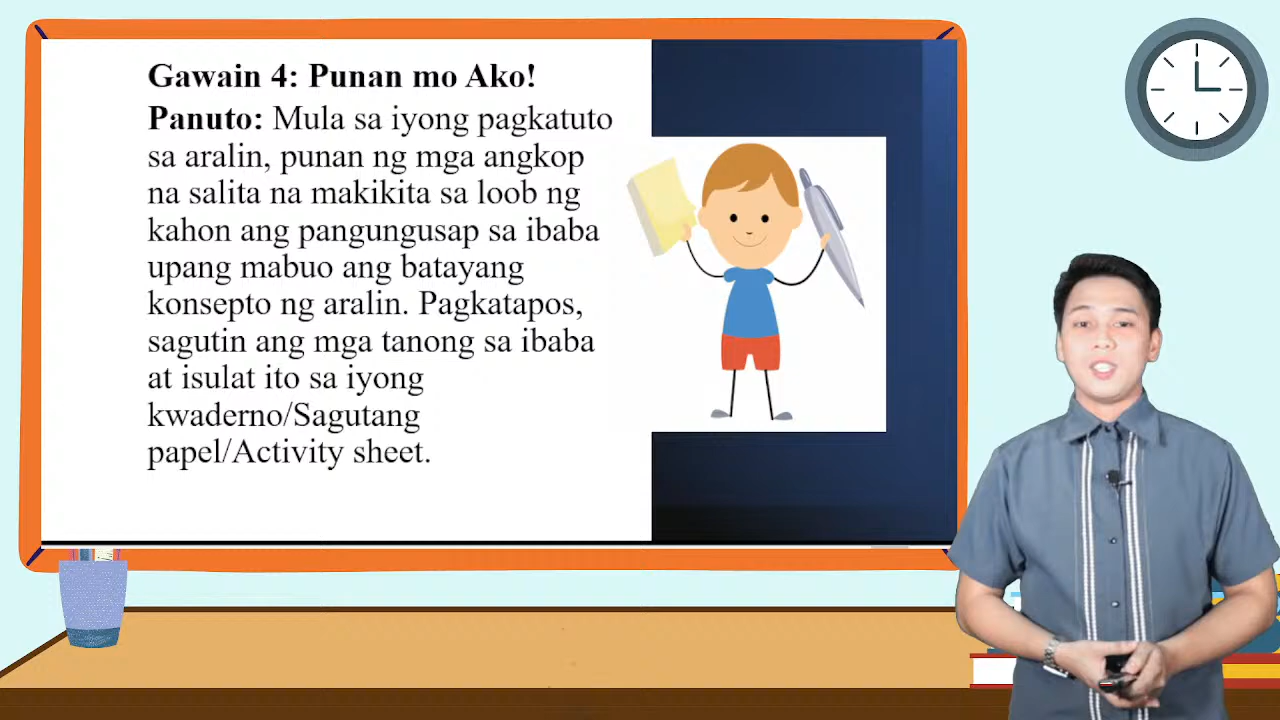 Gawain 4: Punan mo Ako!
Panuto: Mula sa iyong pagkatuto
sa aralin, punan ng mga angkop
na salita na makikita sa loob ng
kahon ang pangungusap sa ibaba
upang mabuo ang batayang
konsepto ng aralin. Pagkatapos,
sagutin ang mga tanong sa ibaba
at isulat ito sa iyong
kwaderno/Sagutang
papel/Activity sheet.